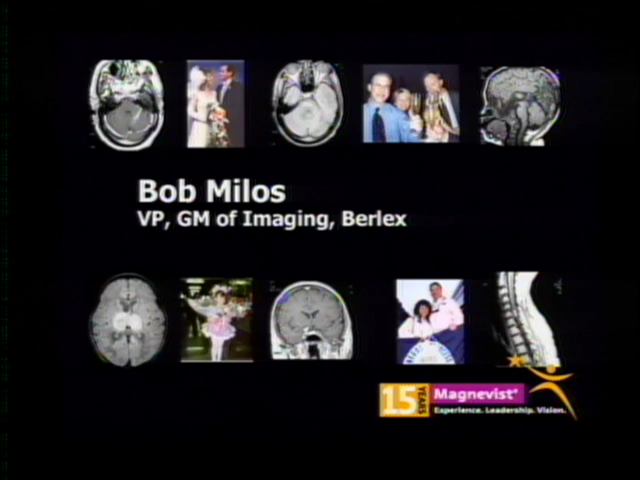 Bob Milos
VP, GM of Imaging, Berlex
15 YEARS
Magnevist®
Experience. Leadership. Vision.